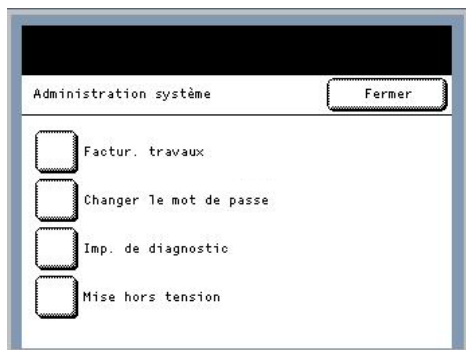 Administration système
Fermer
Factur. travaux
Changer le mot de passe
Imp. de diagnostic
Mise hors tension